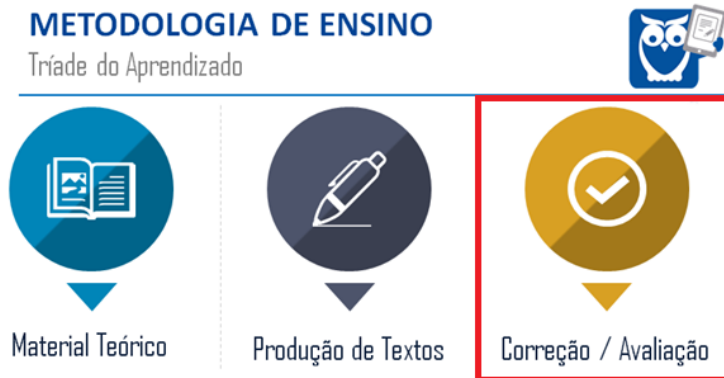 METODOLOGIA DE ENSINO
Tríade do Aprendizado
Material Teórico
Produção de Textos
Correção / Avaliação